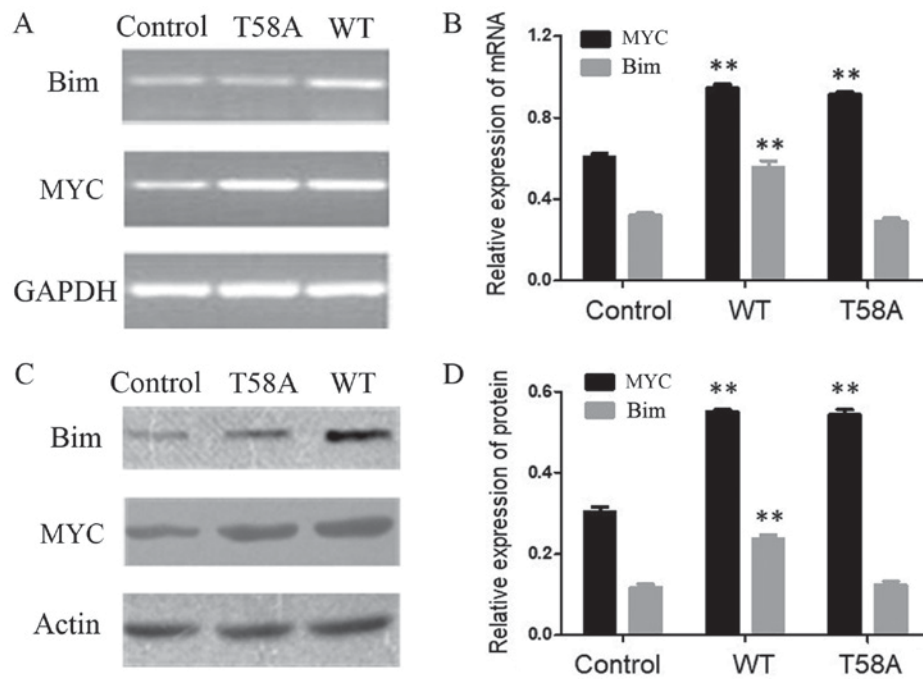 A
Control T58A WT
Bim
MYC
GAPDH
B
Relative expression of mRNA
1.2
0.8
0.4
0.0
MYC
Bim
** ** **
Control WT T58A
C
Control T58A WT
Bim
MYC
Actin
D
Relative expression of protein
0.6
0.4
0.2
0.0
MYC
Bim
** ** **
Control WT T58A